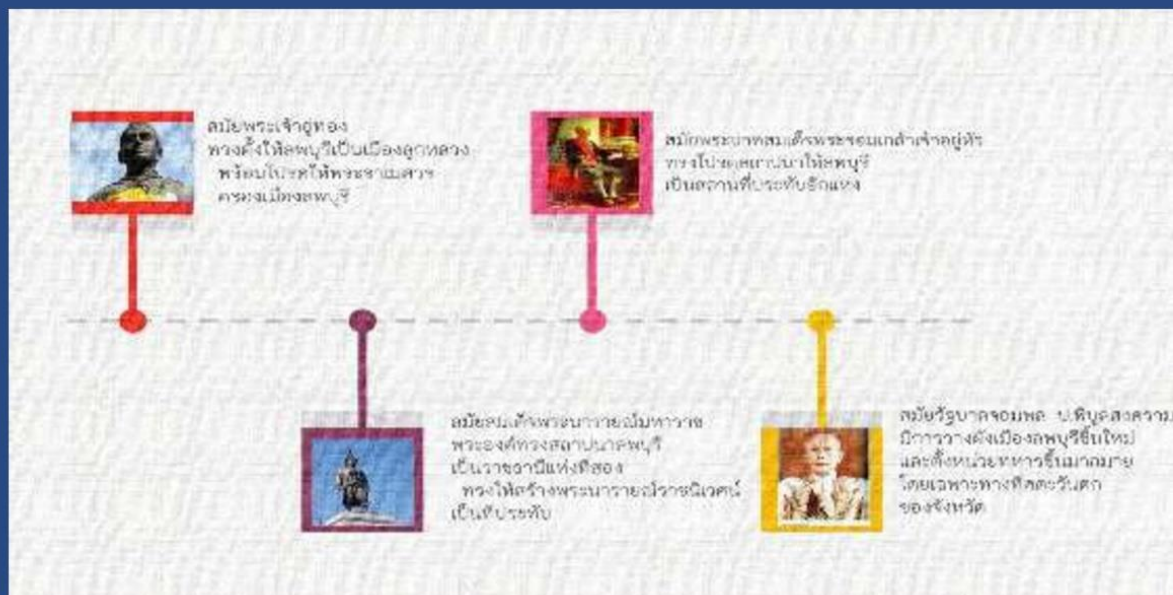 สมัยพระเจ้าอู่ทอง
ทรงตั้งให้ลพบุรีเป็นเมืองลูกหลวง
พร้อมโปรดให้พระราเมศวร
ครองเมืองลพบุรี
สมัยสมเด็จพระนารายณ์มหาราช
พระองค์ทรงสถาปนาลพบุรี
เป็นราชธานีแห่งที่สอง
ทรงให้สร้างพระนารายณ์ราชนิเวศน์
เป็นที่ประทับ
สมัยพระบาทสมเด็จพระจอมเกล้าเจ้าอยู่หัว
ทรงโปรดสถาปนาให้ลพบุรี
เป็นสถานที่ประทับอีกแห่ง
สมัยรัฐบาลจอมพล ป.พิบูลสงคราม
มีการวางผังเมืองลพบุรีขึ้นใหม่
และตั้งหน่วยทหารขึ้นมากมาย
โดยเฉพาะทางทิศตะวันตก
ของจังหวัด